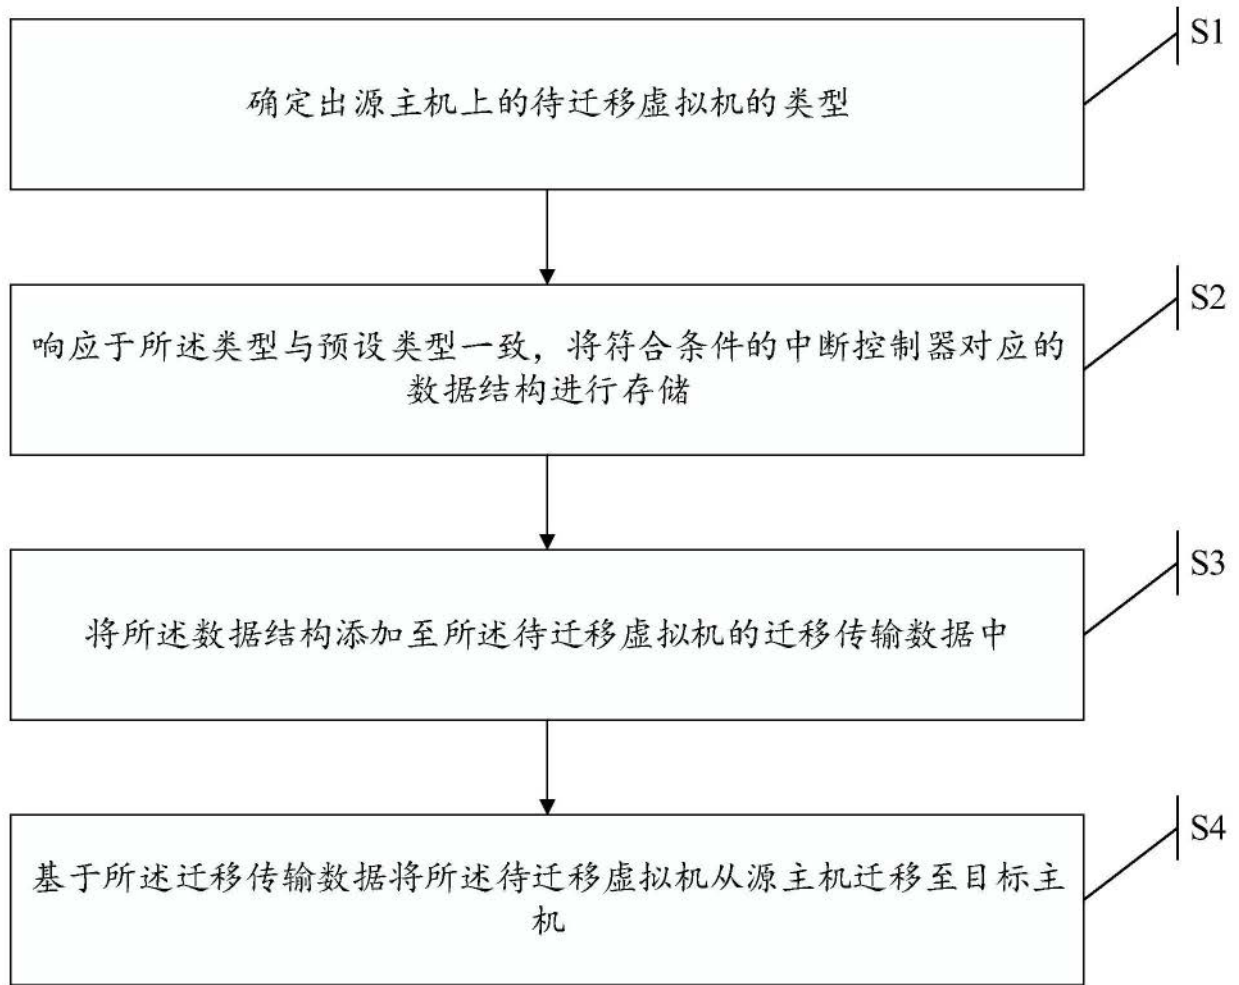 S1
确定出源主机上的待迁移虚拟机的类型
S2
响应于所述类型与预设类型一致，将符合条件的中断控制器对应的
数据结构进行存储
S3
将所述数据结构添加至所述待迁移虚拟机的迁移传输数据中
S4
基于所述迁移传输数据将所述待迁移虚拟机从源主机迁移至目标主
机